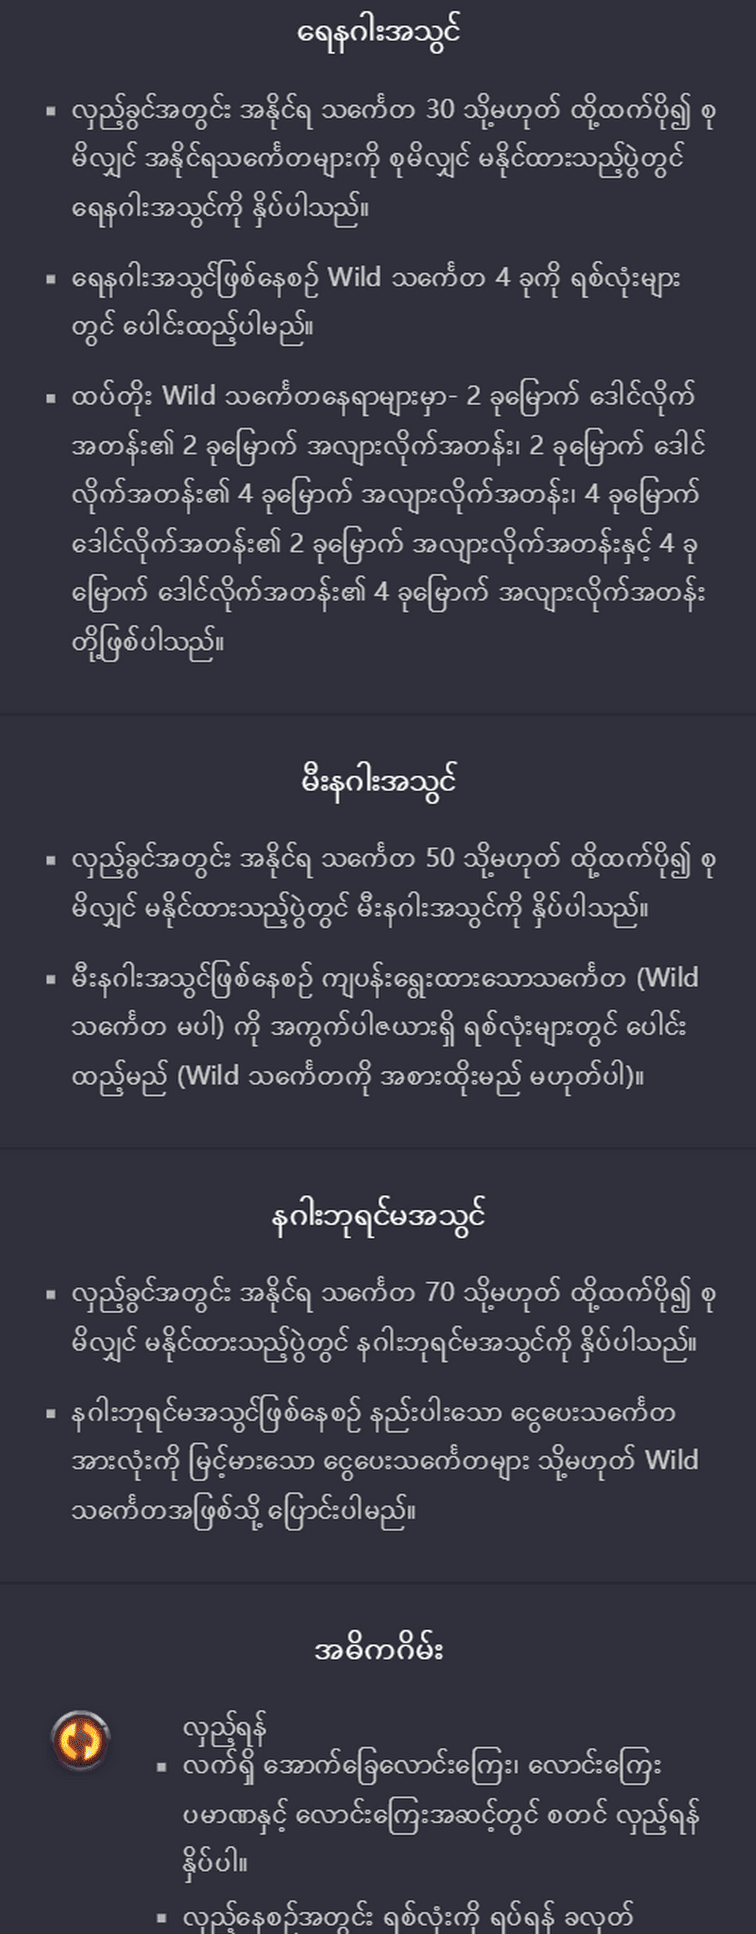 ရေနဂါးအသွင်
▪ လှည့်ခွင်အတွင်း အနိုင်ရ သင်္ကေတ 30 သို့မဟုတ် ထို့ထက်ပို၍ စု
မိလျှင် အနိုင်ရသင်္ကေတများကို စုမိလျှင် မနိုင်ထားသည့်ပွဲတွင်
ရေနဂါးအသွင်ကို နှိပ်ပါသည်။
▪ ရေနဂါးအသွင်ဖြစ်နေစဉ် Wild သင်္ကေတ 4 ခုကို ရစ်လုံးများ
တွင် ပေါင်းထည့်ပါမည်။
▪ ထပ်တိုး Wild သင်္ကေတနေရာများမှာ- 2 ခုမြောက် ဒေါင်လိုက်
အတန်း၏ 2 ခုမြောက် အလျားလိုက်အတန်း၊ 2 ခုမြောက် ဒေါင်
လိုက်အတန်း၏ 4 ခုမြောက် အလျားလိုက်အတန်း၊ 4 ခုမြောက်
ဒေါင်လိုက်အတန်း၏ 2 ခုမြောက် အလျားလိုက်အတန်းနှင့် 4 ခု
မြောက် ဒေါင်လိုက်အတန်း၏ 4 ခုမြောက် အလျားလိုက်အတန်း
တို့ဖြစ်ပါသည်။
မီးနဂါးအသွင်
▪ လှည့်ခွင်အတွင်း အနိုင်ရ သင်္ကေတ 50 သို့မဟုတ် ထို့ထက်ပို၍ စု
မိလျှင် မနိုင်ထားသည့်ပွဲတွင် မီးနဂါးအသွင်ကို နှိပ်ပါသည်။
▪ မီးနဂါးအသွင်ဖြစ်နေစဉ် ကျပန်းရွေးထားသောသင်္ကေတ (Wild
သင်္ကေတ မပါ) ကို အကွက်ပါဇယားရှိ ရစ်လုံးများတွင် ပေါင်း
ထည့်မည် (Wild သင်္ကေတကို အစားထိုးမည် မဟုတ်ပါ)။
နဂါးဘုရင်မအသွင်
▪ လှည့်ခွင်အတွင်း အနိုင်ရ သင်္ကေတ 70 သို့မဟုတ် ထို့ထက်ပို၍ စု
မိလျှင် မနိုင်ထားသည့်ပွဲတွင် နဂါးဘုရင်မအသွင်ကို နှိပ်ပါသည်။
▪ နဂါးဘုရင်မအသွင်ဖြစ်နေစဉ် နည်းပါးသော ငွေပေးသင်္ကေတ
အားလုံးကို မြင့်မားသော ငွေပေးသင်္ကေတများ သို့မဟုတ် Wild
သင်္ကေတအဖြစ်သို့ ပြောင်းပါမည်။
အဓိကဂိမ်း
လှည့်ရန်
▪ လက်ရှိ အောက်ခြေလောင်းကြေး၊ လောင်းကြေး
ပမာဏနှင့် လောင်းကြေးအဆင့်တွင် စတင် လှည့်ရန်
နှိပ်ပါ။
▪ လှည့်နေစဉ်အတွင်း ရစ်လုံးကို ရပ်ရန် ခလုတ်